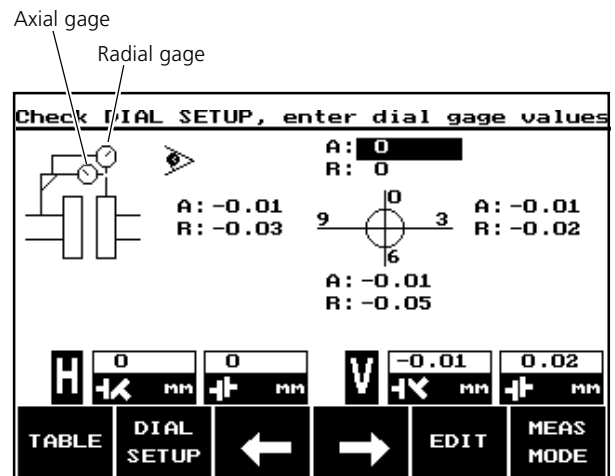 Axial gage
Radial gage
Check DIAL SETUP, enter dial gage values
A: 0
R: 0
A:-0.01
R:-0.03
0
9
3
6
A:-0.01
R:-0.02
A:-0.01
R:-0.05
H
0
mm
0
mm
V
-0.01
mm
0.02
mm
TABLE
DIAL SETUP
EDIT
MEAS MODE